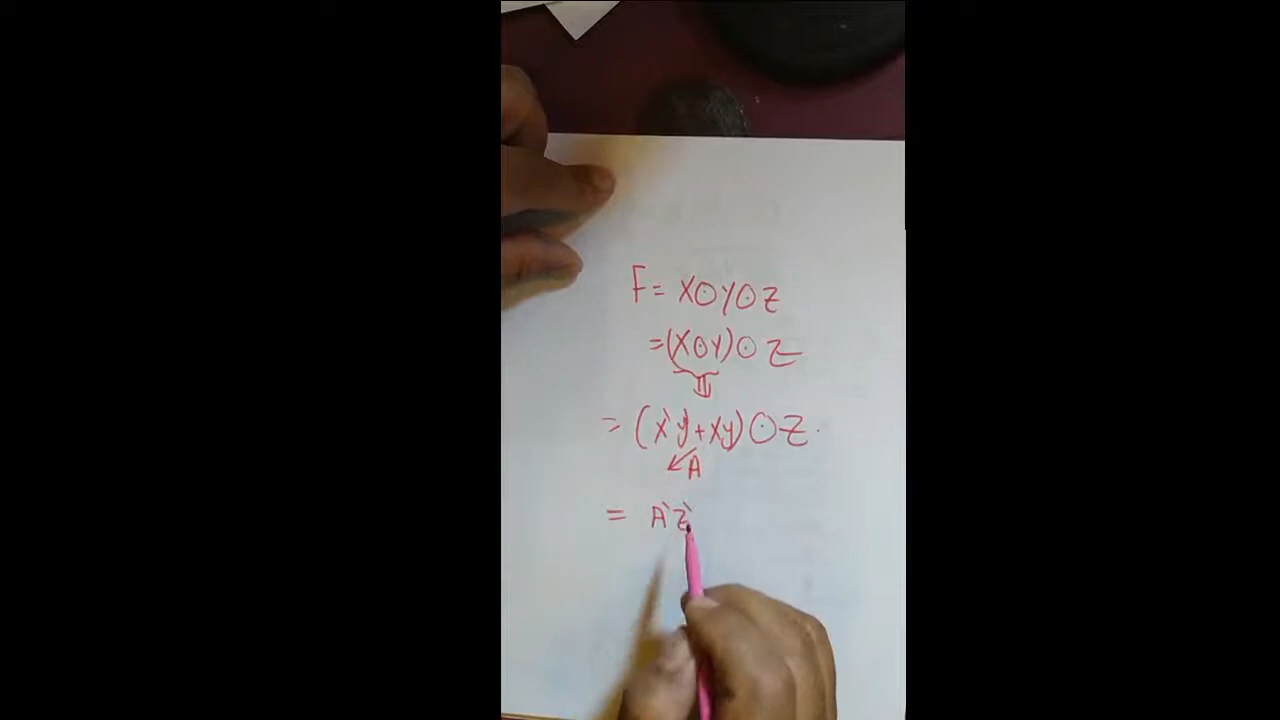 F = X⊙Y⊙Z
= (X⊙Y)⊙Z
⇓
= (x`y`+xy)⊙Z.
↙A
= A`Z`